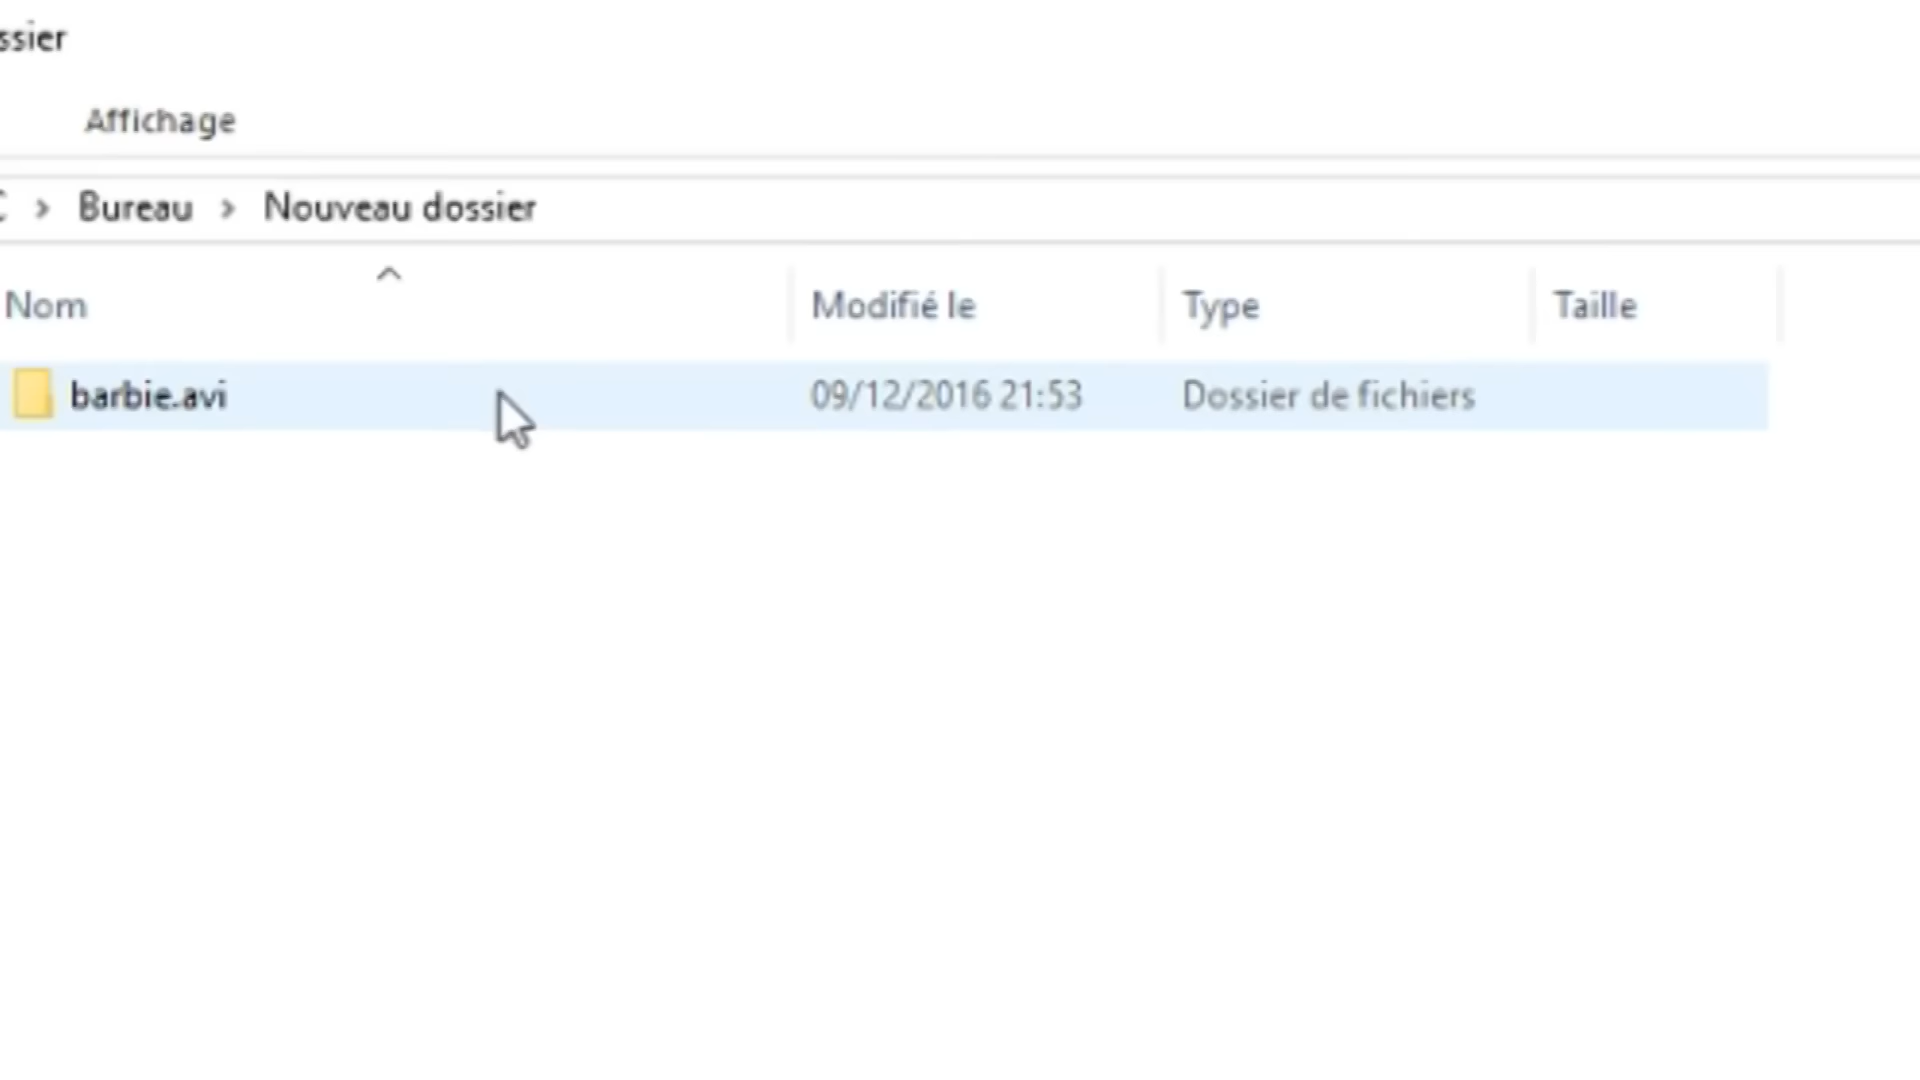 ssier
Affichage
Bureau > Nouveau dossier
Nom Modifié le Type Taille
barbie.avi 09/12/2016 21:53 Dossier de fichiers